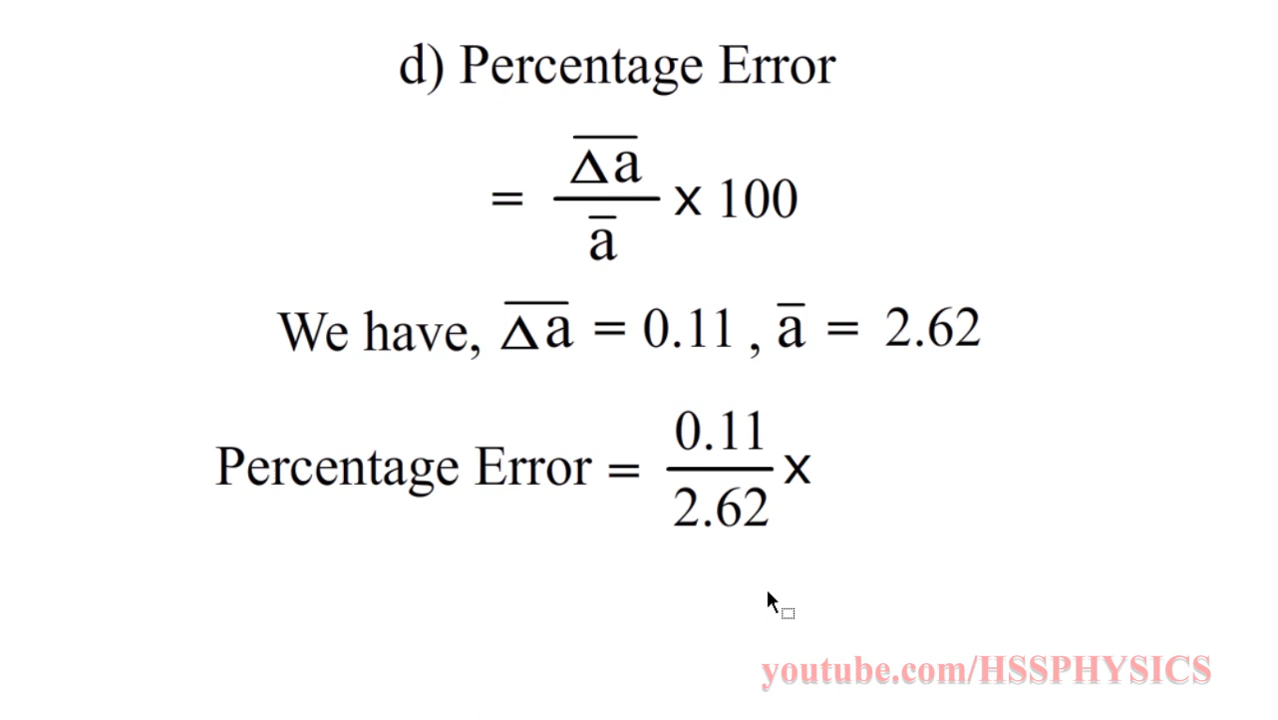 d) Percentage Error
= Δa̅ / a̅ x 100
We have, Δa̅ = 0.11 , a̅ = 2.62
Percentage Error = 0.11 / 2.62 x
youtube.com/HSSPHYSICS